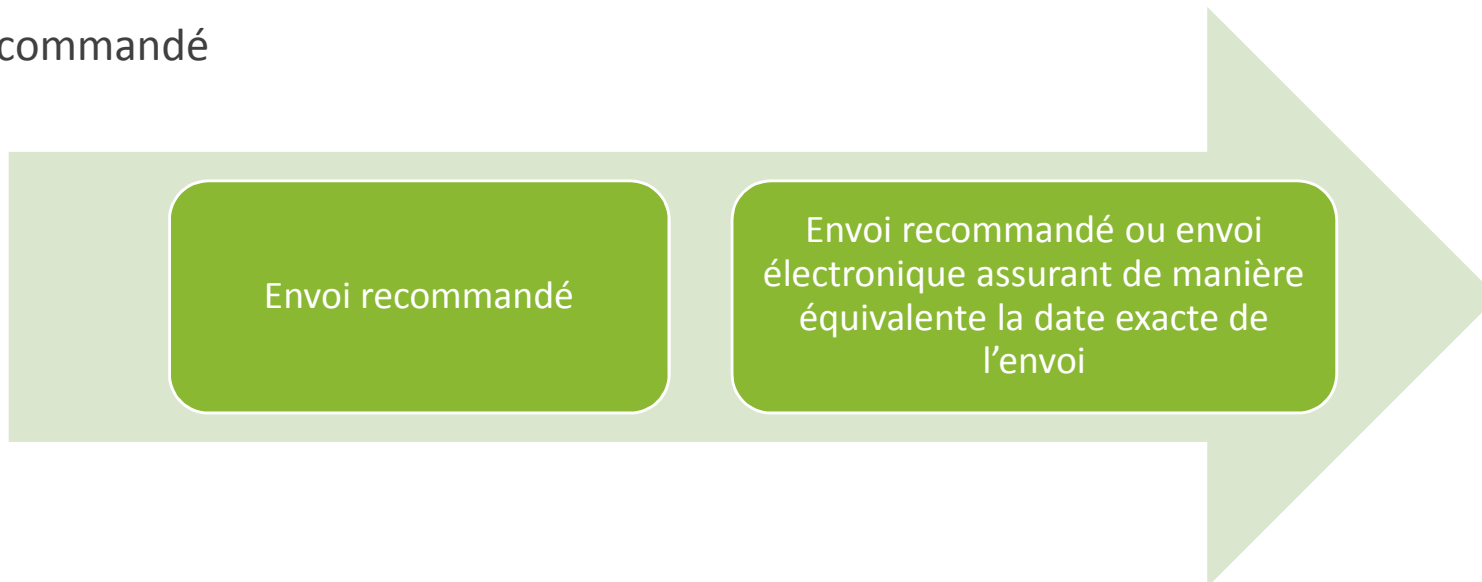 commandé
Envoi recommandé
Envoi recommandé ou envoi
électronique assurant de manière
équivalente la date exacte de
l’envoi